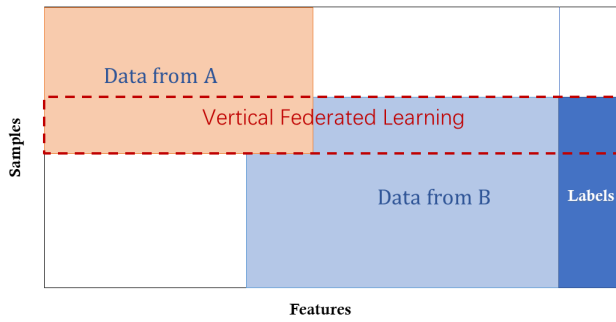 Data from A
Vertical Federated Learning
Samples
Data from B
Labels
Features